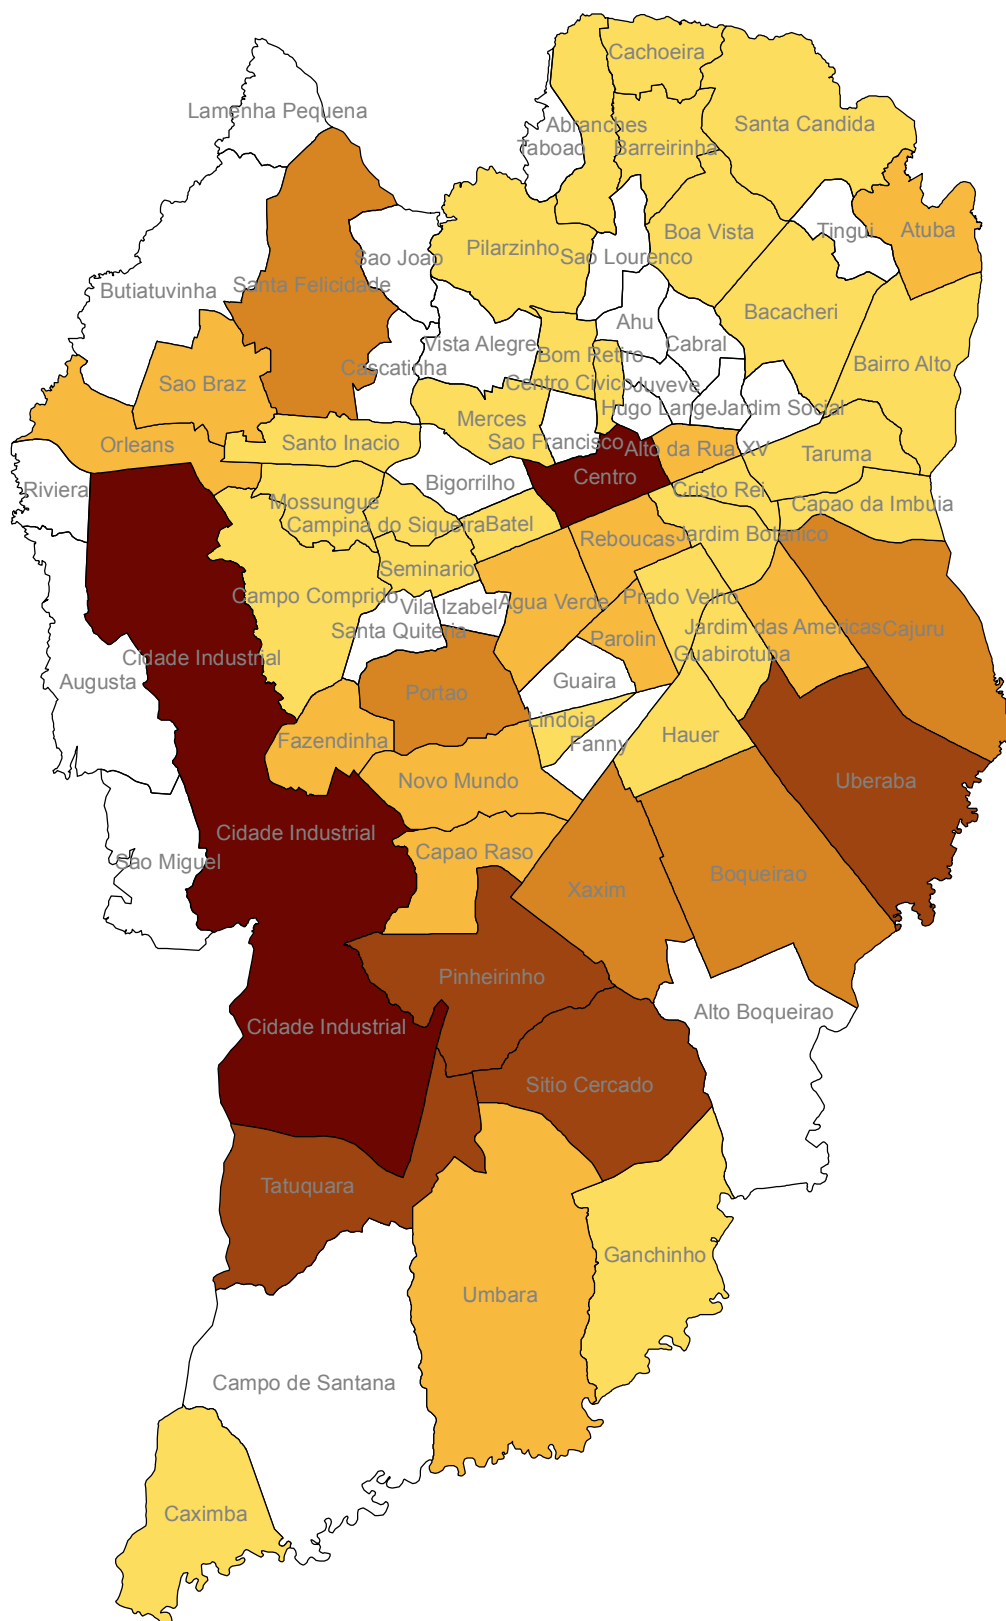 Cachoeira
Lamenha Pequena
Abranches
Santa Candida
Taboao
Barreirinha
Tingui
Atuba
Boa Vista
Pilarzinho
Sao Lourenco
Sao Joao
Santa Felicidade
Butiatuvinha
Bacacheri
Ahu
Vista Alegre
Cabral
Bom Retiro
Bairro Alto
Cascatinha
Sao Braz
Centro Civico
Juveve
Hugo Lange
Jardim Social
Merces
Orleans
Santo Inacio
Sao Francisco
Alto da Rua XV
Taruma
Centro
Bigorrilho
Riviera
Cristo Rei
Mossungue
Capao da Imbuia
Campina do Siqueira
Batel
Jardim Botanico
Reboucas
Seminario
Campo Comprido
Vila Izabel
Agua Verde
Prado Velho
Santa Quiteria
Jardim das Americas
Cajuru
Parolin
Guabirotuba
Cidade Industrial
Augusta
Guaira
Portao
Lindoia
Hauer
Fazendinha
Fanny
Novo Mundo
Uberaba
Cidade Industrial
Capao Raso
Sao Miguel
Boqueirao
Xaxim
Pinheirinho
Alto Boqueirao
Cidade Industrial
Sitio Cercado
Tatuquara
Ganchinho
Umbara
Campo de Santana
Caximba